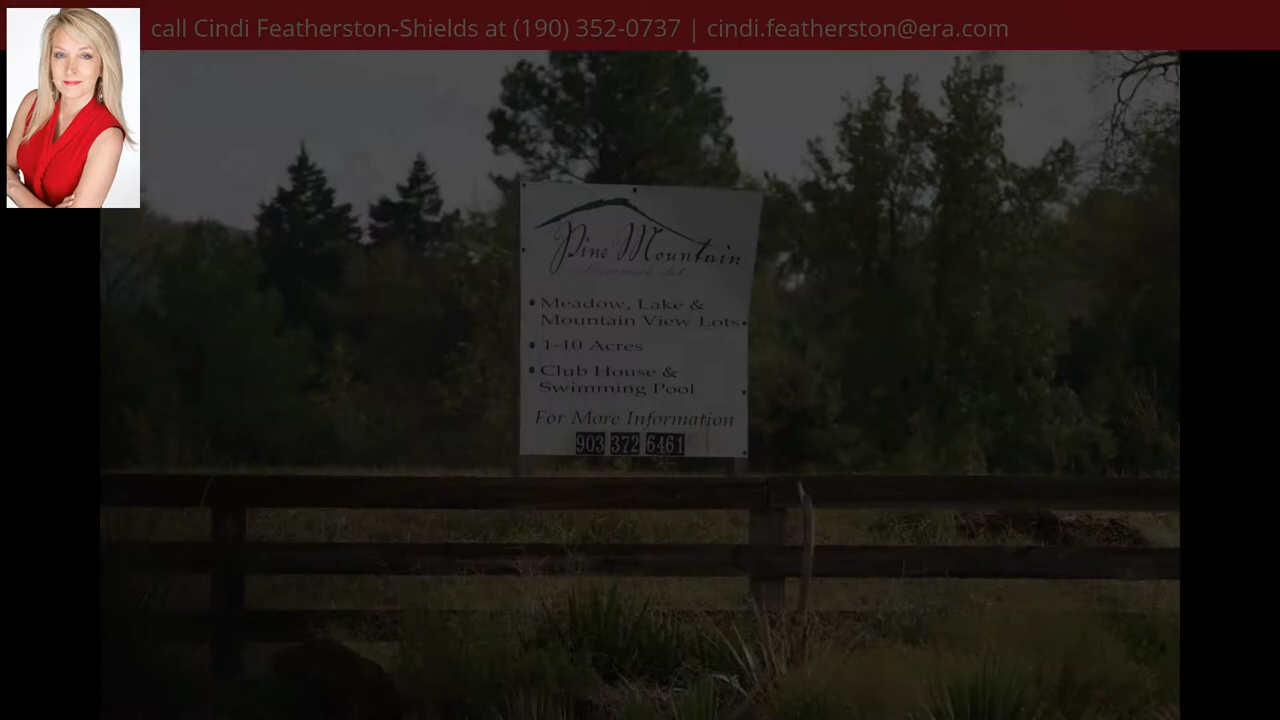 call Cindi Featherston-Shields at (190) 352-0737 | cindi.featherston@era.com
Pine Mountain
• Meadow, Lake &
Mountain View Lots
• 1-10 Acres
• Club House &
Swimming Pool
For More Information
903 372 6461